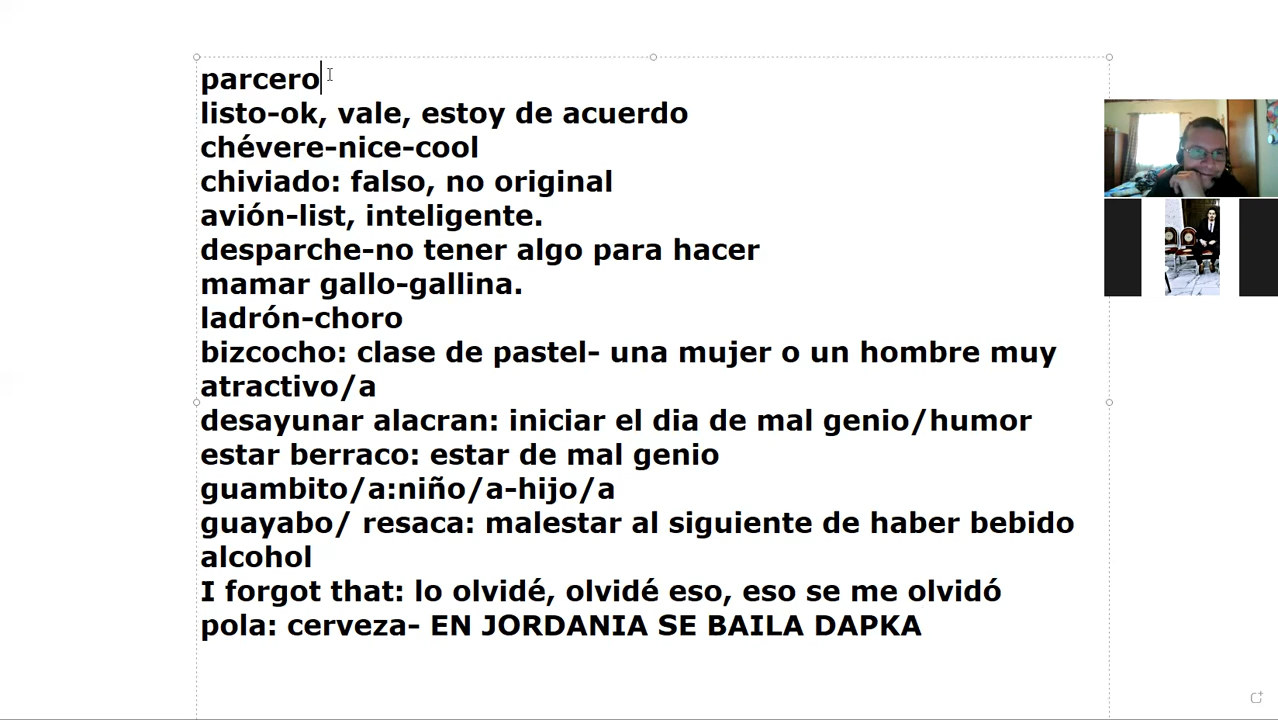 parcero
listo-ok, vale, estoy de acuerdo
chévere-nice-cool
chiviado: falso, no original
avión-list, inteligente.
desparche-no tener algo para hacer
mamar gallo-gallina.
ladrón-choro
bizcocho: clase de pastel- una mujer o un hombre muy
atractivo/a
desayunar alacran: iniciar el dia de mal genio/humor
estar berraco: estar de mal genio
guambito/a:niño/a-hijo/a
guayabo/ resaca: malestar al siguiente de haber bebido
alcohol
I forgot that: lo olvidé, olvidé eso, eso se me olvidó
pola: cerveza- EN JORDANIA SE BAILA DAPKA